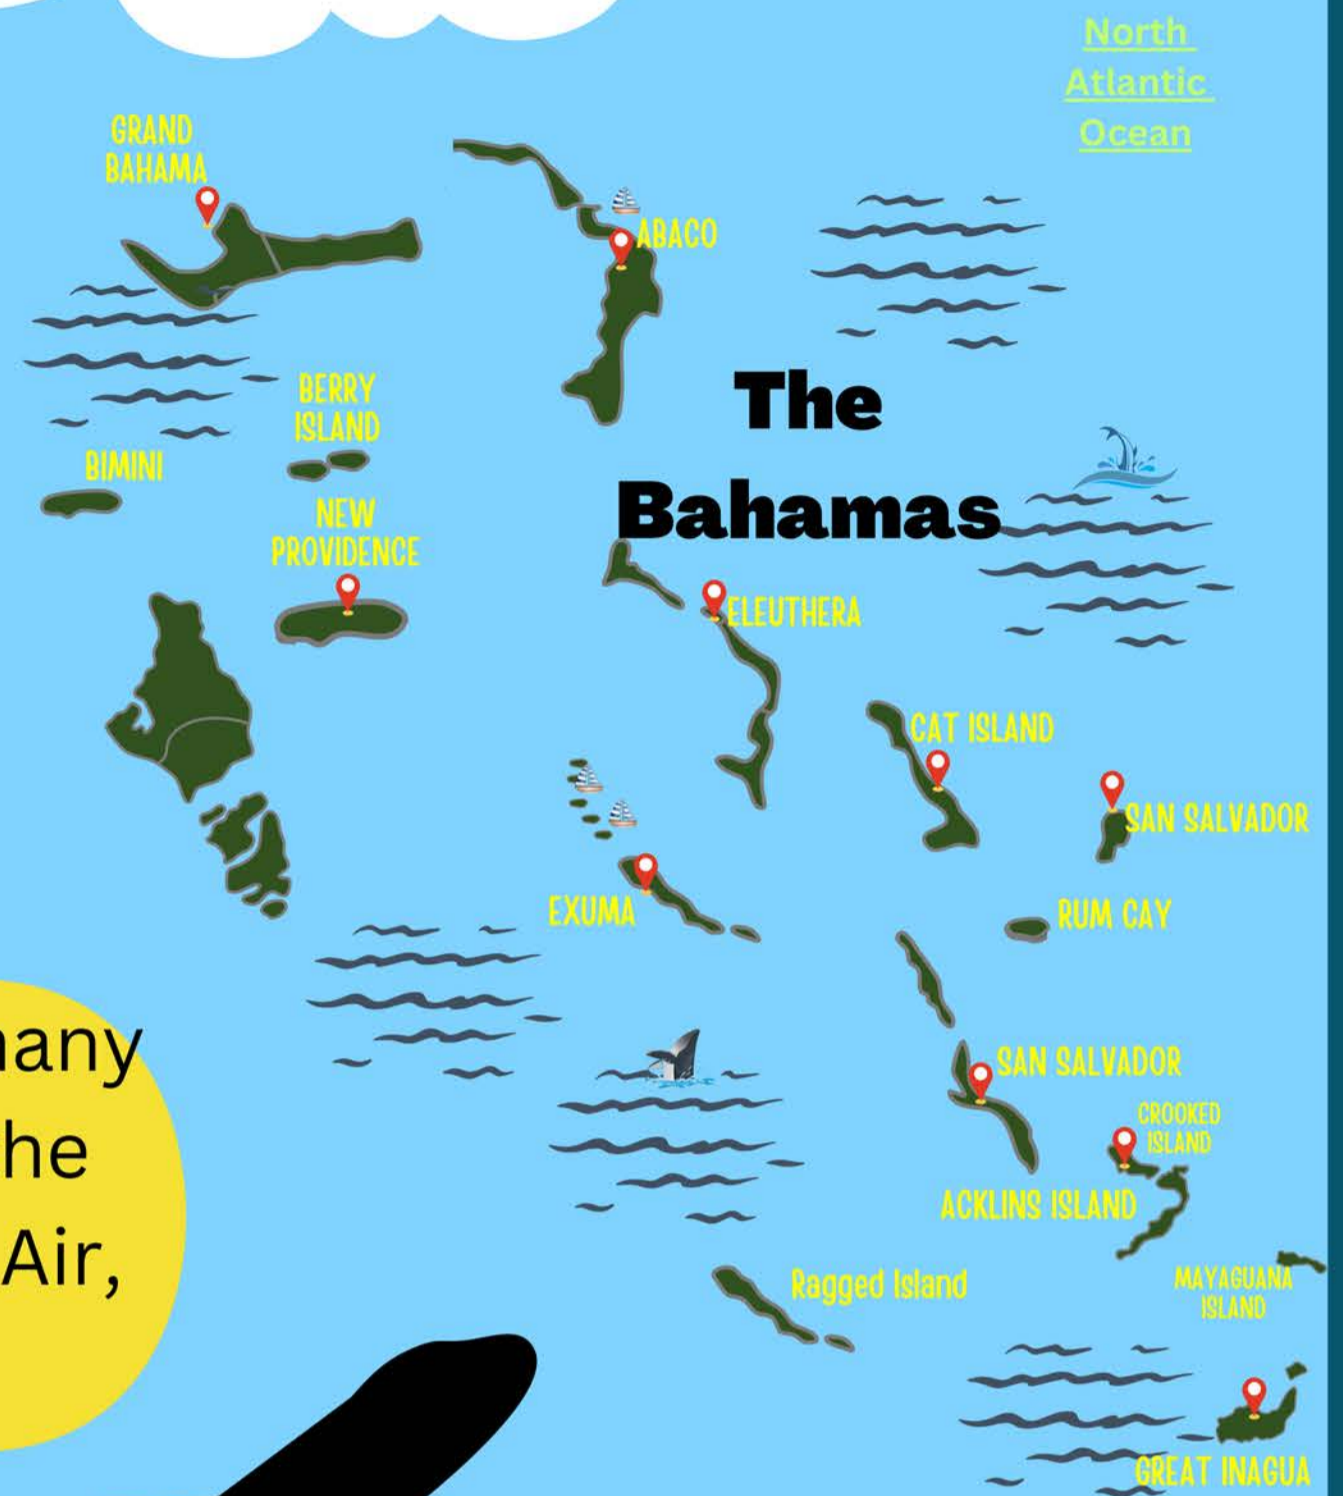 North
Atlantic
Ocean
GRAND
BAHAMA
ABACO
BERRY
ISLAND
BIMINI
The
Bahamas
NEW
PROVIDENCE
ELEUTHERA
CAT ISLAND
SAN SALVADOR
EXUMA
RUM CAY
SAN SALVADOR
CROOKED
ISLAND
ACKLINS ISLAND
Ragged Island
MAYAGUANA
ISLAND
GREAT INAGUA
any
he
Air,